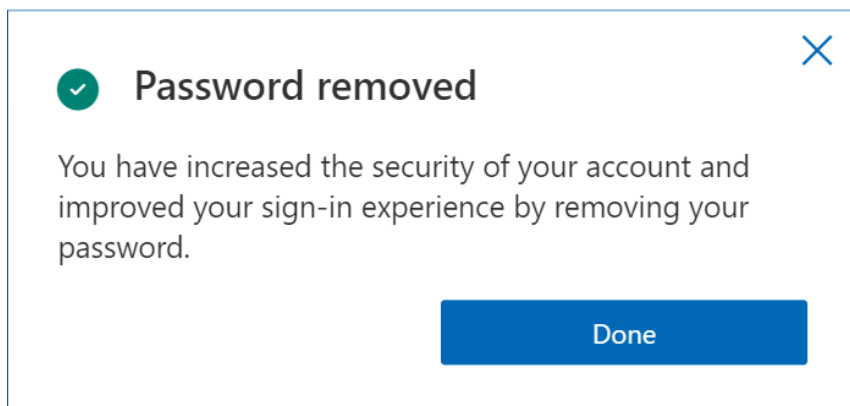 Password removed
You have increased the security of your account and
improved your sign-in experience by removing your
password.
Done